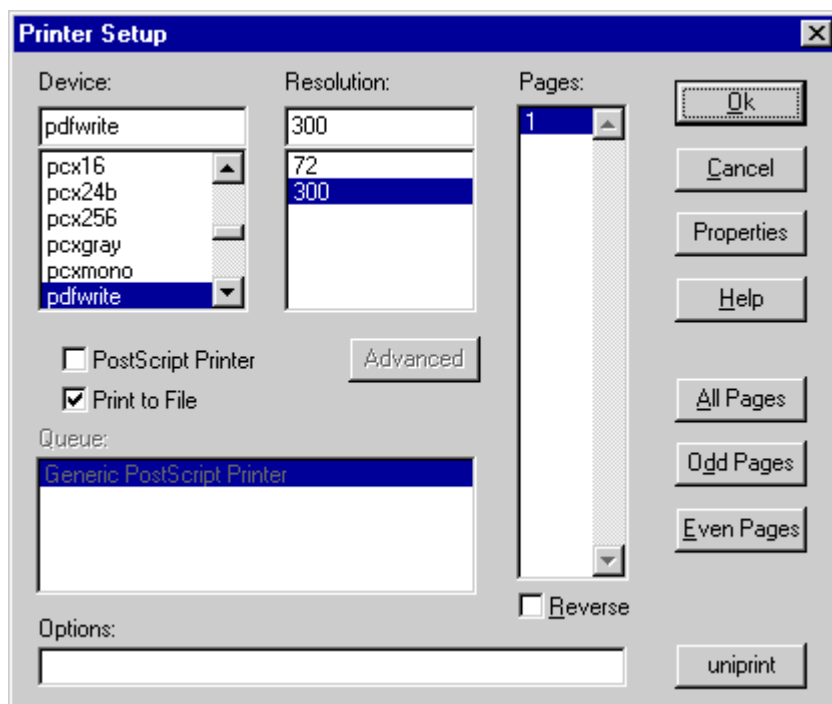 Printer Setup
Device:
pdfwrite
pcx16
pcx24b
pcx256
pcxgray
pcxmono
pdfwrite
Resolution:
300
72
300
Pages:
1
Ok
Cancel
Properties
Help
PostScript Printer
Advanced
Print to File
All Pages
Queue:
Generic PostScript Printer
Odd Pages
Even Pages
Reverse
Options:
uniprint